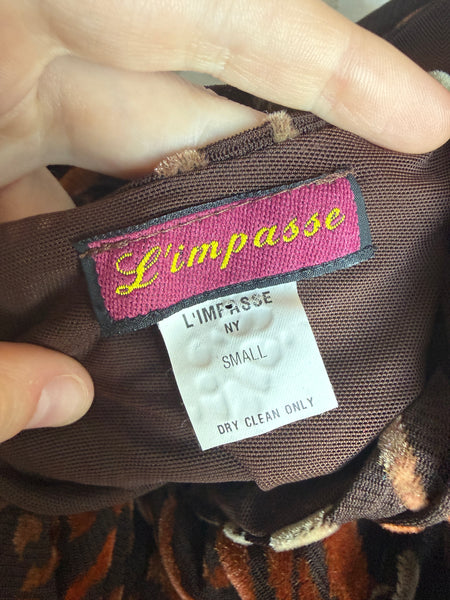 L'impasse
L'IMPASSE
NY
SMALL
DRY CLEAN ONLY